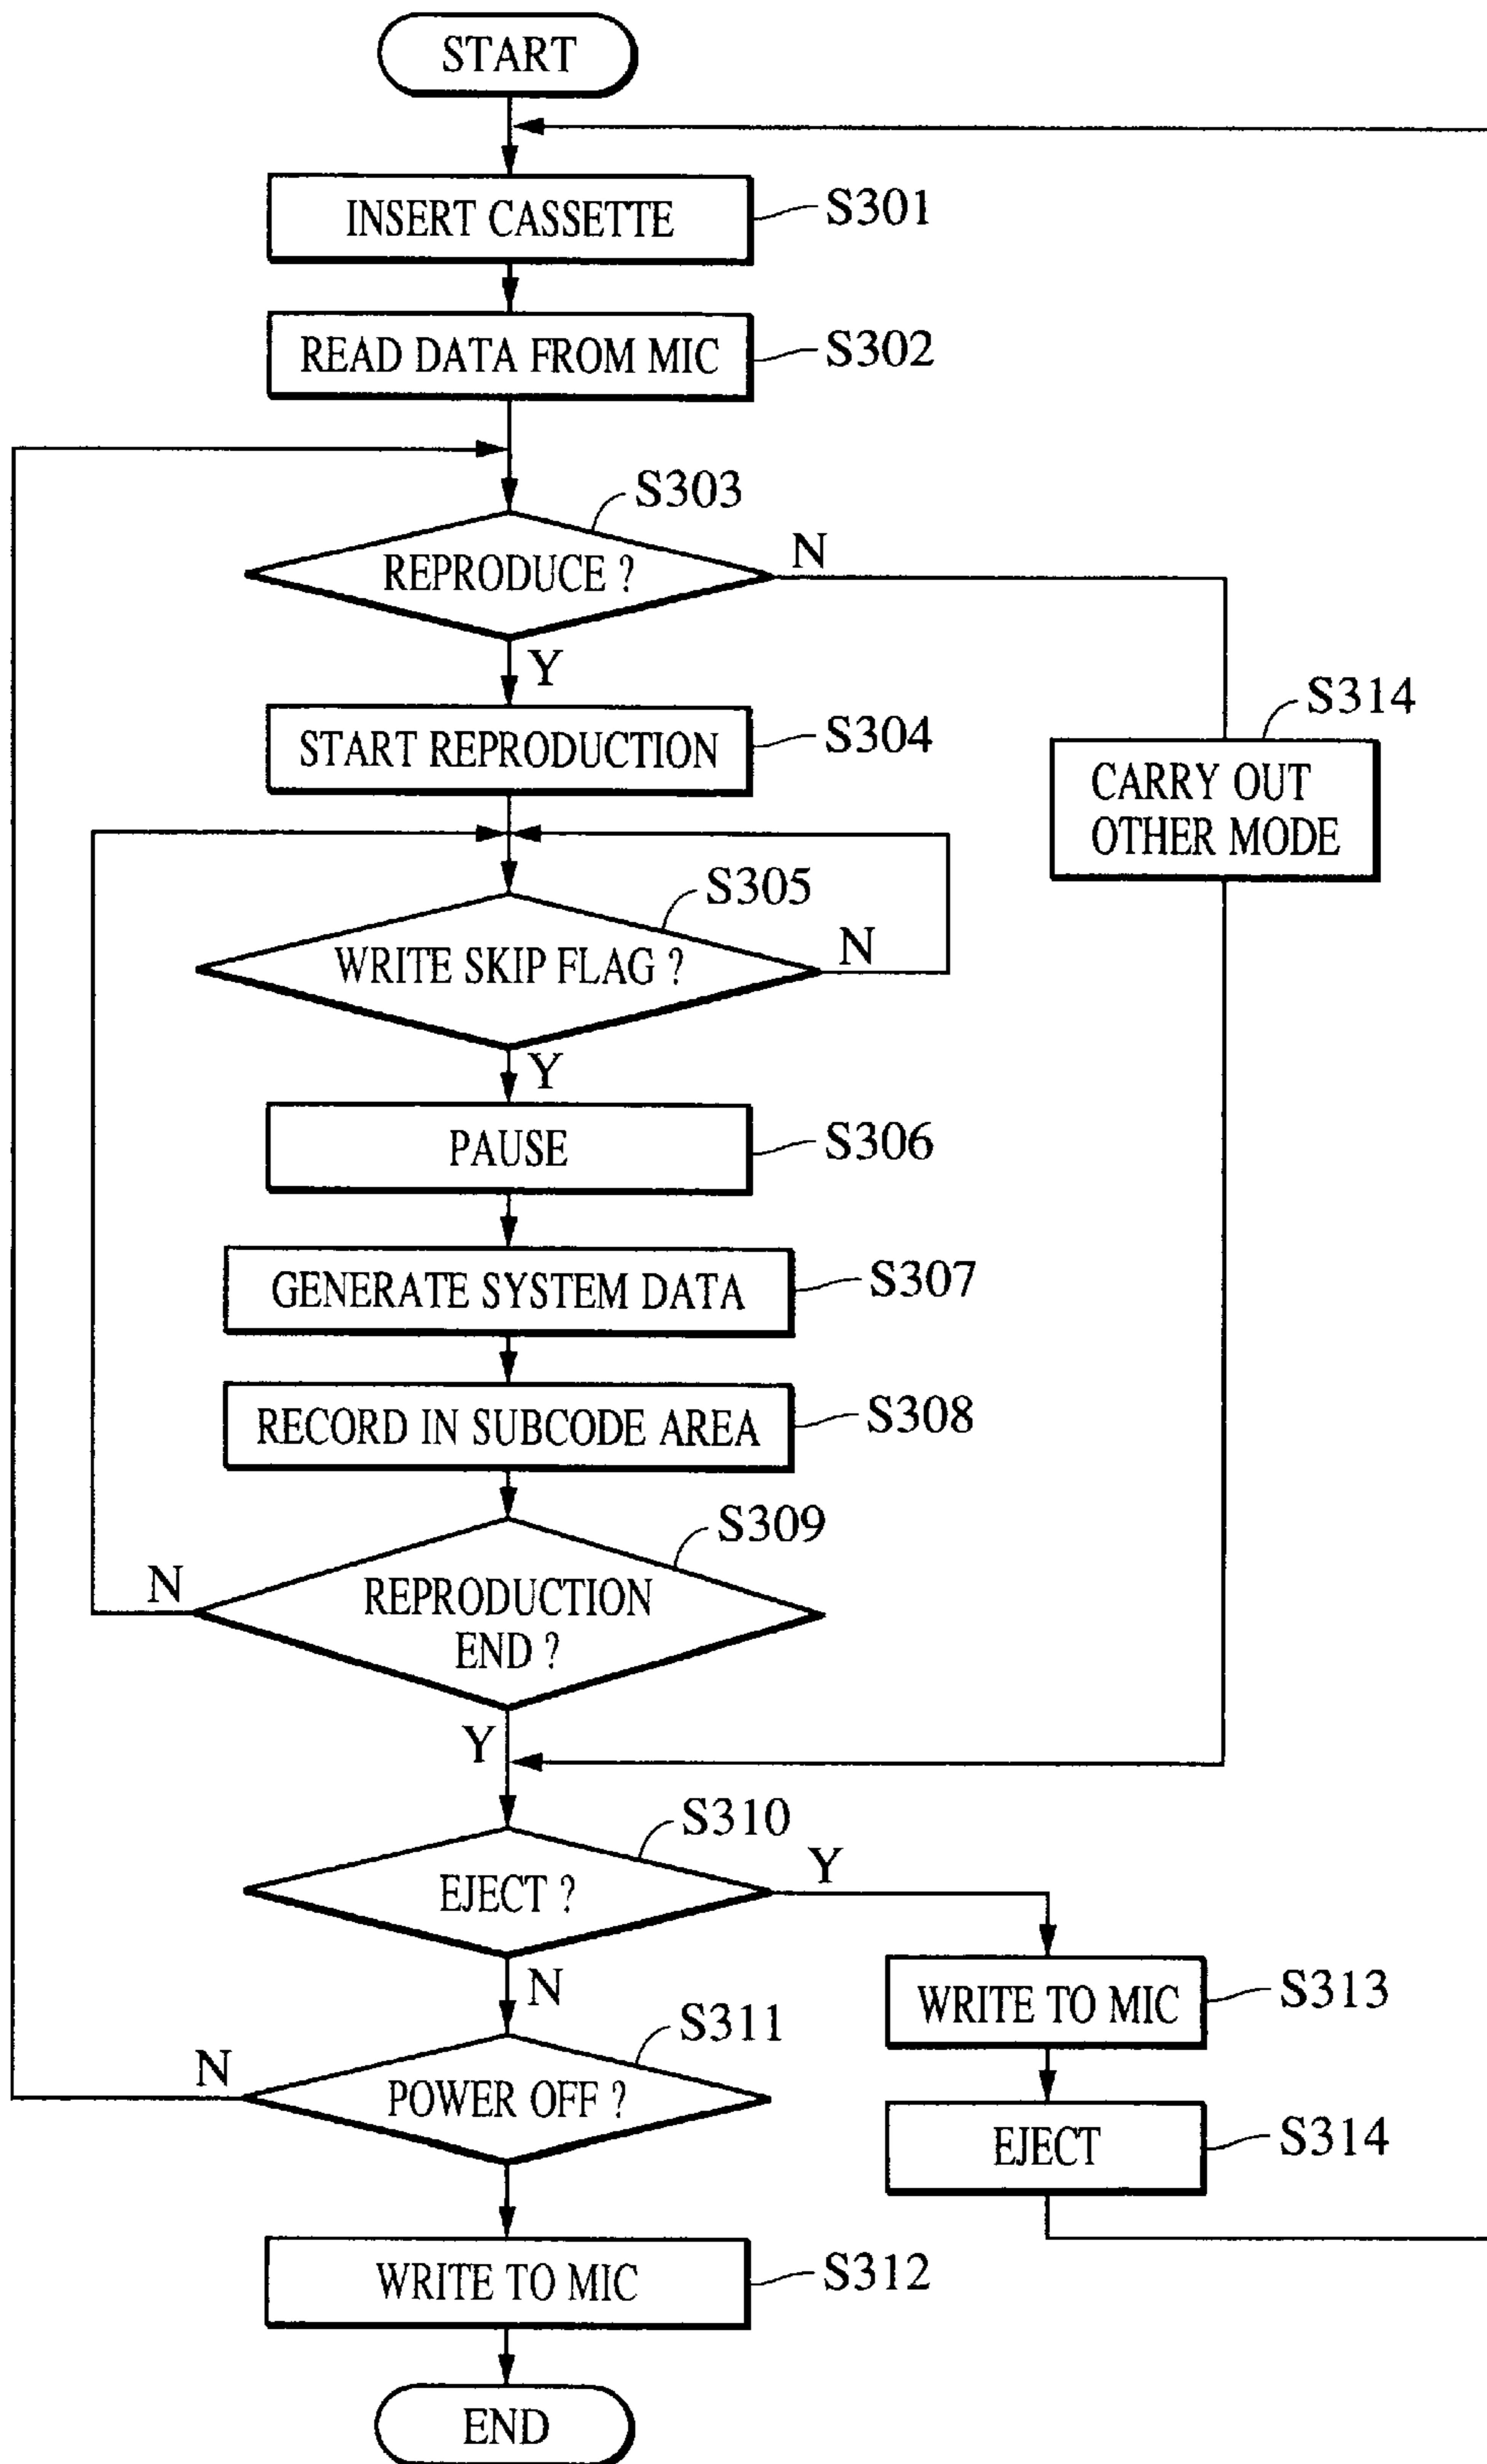 START
INSERT CASSETTE
S301
READ DATA FROM MIC
S302
S303
REPRODUCE ?
N
Y
START REPRODUCTION
S304
S314
CARRY OUT
OTHER MODE
S305
WRITE SKIP FLAG ?
N
Y
PAUSE
S306
GENERATE SYSTEM DATA
S307
RECORD IN SUBCODE AREA
S308
S309
N
REPRODUCTION
END ?
Y
S310
EJECT ?
Y
N
WRITE TO MIC
S313
S311
N
POWER OFF ?
EJECT
S314
WRITE TO MIC
S312
END